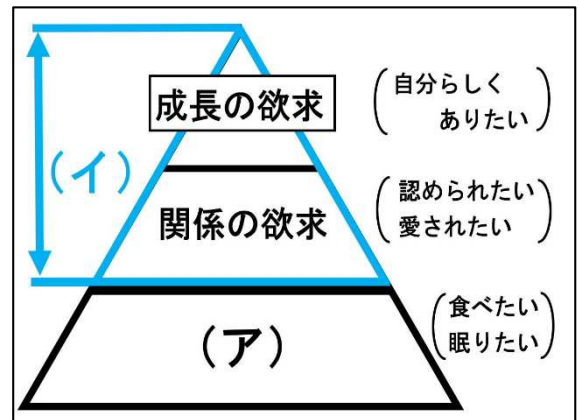 成長の欲求
(自分らしく
ありたい)
(イ)
関係の欲求
(認められたい
愛されたい)
(ア)
(食べたい
眠りたい)